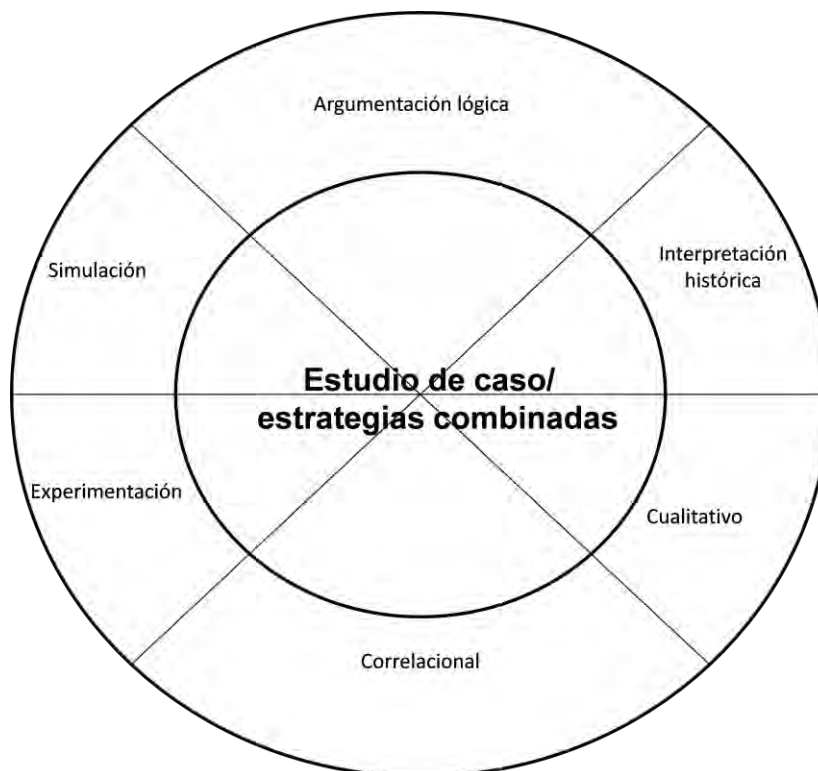 Argumentación lógica
Simulación
Interpretación
histórica
Estudio de caso/
estrategias combinadas
Experimentación
Cualitativo
Correlacional